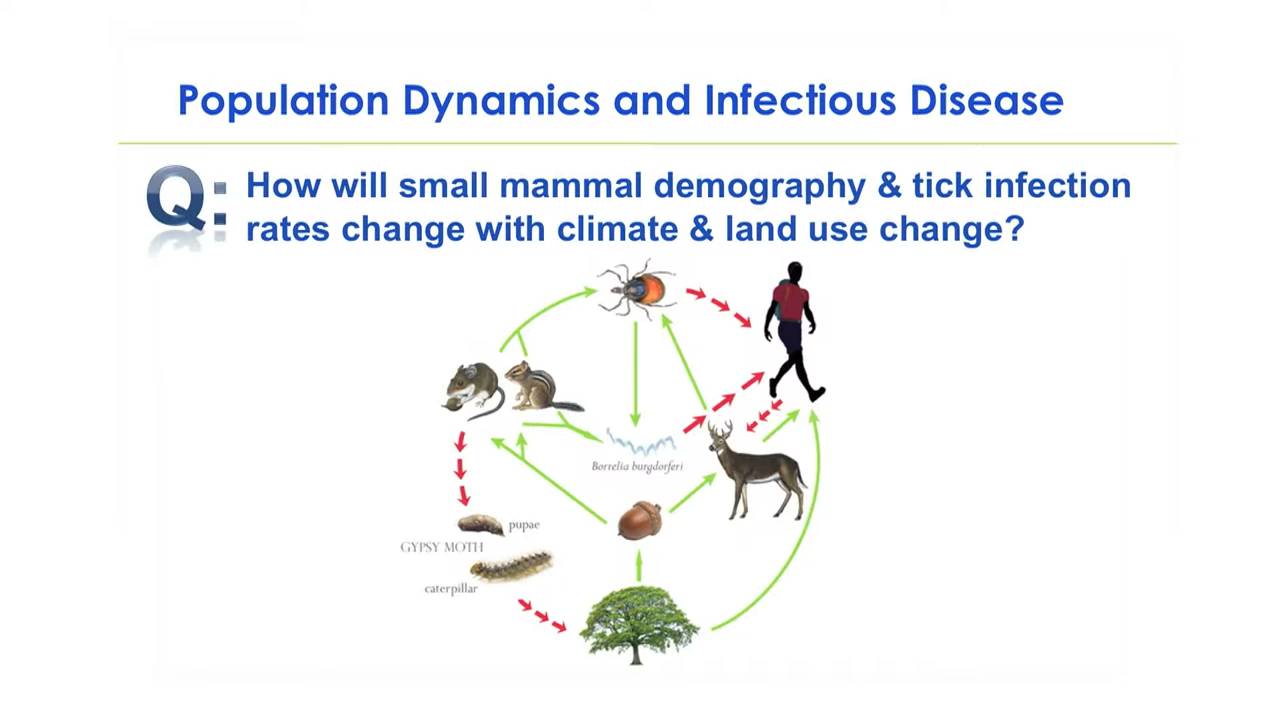 Population Dynamics and Infectious Disease
Q: How will small mammal demography & tick infection
rates change with climate & land use change?
Borrelia burgdorferi
pupae
GYPSY MOTH
caterpillar